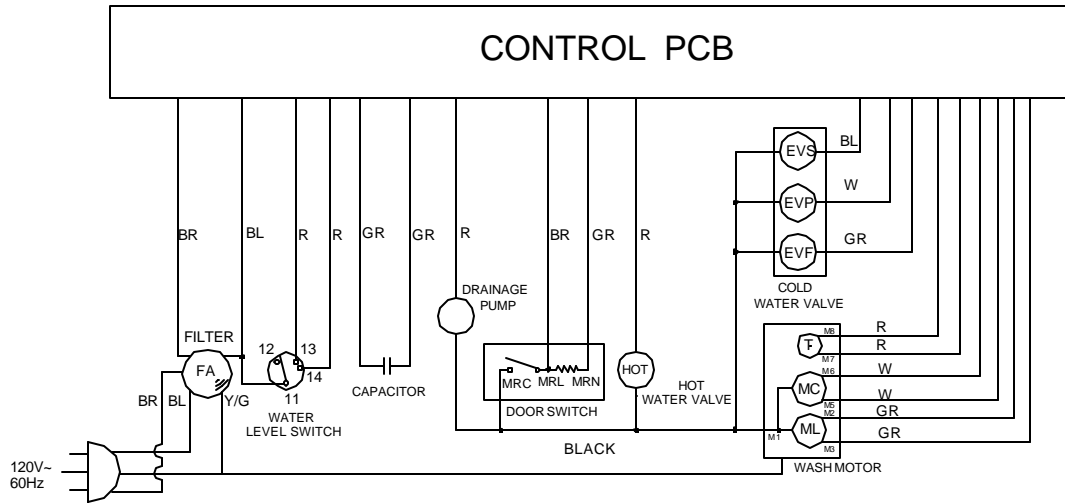 CONTROL PCB
BR
BL
R
R
GR
GR
R
BR
GR
R
BL
W
GR
EVS
EVP
EVF
COLD
WATER VALVE
DRAINAGE
PUMP
FILTER
FA
12
13
14
11
WATER
LEVEL SWITCH
CAPACITOR
MRC
MRL
MRN
DOOR SWITCH
HOT
HOT
WATER VALVE
BLACK
BR
BL
Y/G
120V~
60Hz
M8
R
T
R
M7
M6
W
MC
W
M5
M2
GR
M1
ML
GR
M3
WASH MOTOR